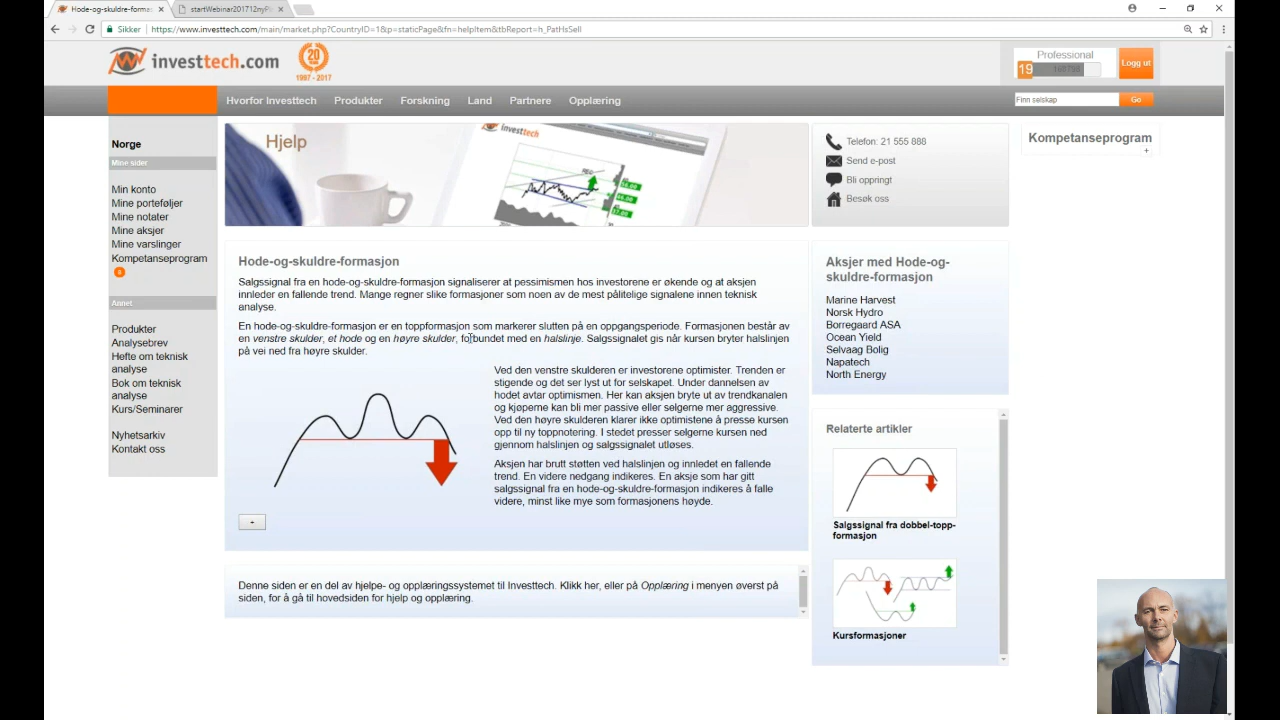 Hode-og-skuldre-forma:
startWebinar201712nyPi
Sikker
https://www.investtech.com/main/market.php?CountryID=1&p=staticPage&fn=helpItem&tbReport=h_PatHsSell
investtech.com
20
1997 - 2017
Professional
19
Logg ut
Hvorfor Investtech
Produkter
Forskning
Land
Partnere
Opplæring
Finn selskap
Go
Norge
Mine sider
Min konto
Mine porteføljer
Mine notater
Mine aksjer
Mine varslinger
Kompetanseprogram
0
Annet
Produkter
Analysebrev
Hefte om teknisk
analyse
Bok om teknisk
analyse
Kurs/Seminarer
Nyhetsarkiv
Kontakt oss
Hjelp
investtech
Telefon: 21 555 888
Send e-post
Bli oppringt
Besøk oss
Kompetanseprogram
+
Hode-og-skuldre-formasjon
Salgssignal fra en hode-og-skuldre-formasjon signaliserer at pessimismen hos investorene er økende og at aksjen
innleder en fallende trend. Mange regner slike formasjoner som noen av de mest pålitelige signalene innen teknisk
analyse.
En hode-og-skuldre-formasjon er en toppformasjon som markerer slutten på en oppgangsperiode. Formasjonen består av
en venstre skulder, et hode og en høyre skulder, forbundet med en halslinje. Salgssignalet gis når kursen bryter halslinjen
på vei ned fra høyre skulder.
Ved den venstre skulderen er investorene optimister. Trenden er
stigende og det ser lyst ut for selskapet. Under dannelsen av
hodet avtar optimismen. Her kan aksjen bryte ut av trendkanalen
og kjøperne kan bli mer passive eller selgerne mer aggressive.
Ved den høyre skulderen klarer ikke optimistene å presse kursen
opp til ny toppnotering. I stedet presser selgerne kursen ned
gjennom halslinjen og salgssignalet utløses.
Aksjen har brutt støtten ved halslinjen og innledet en fallende
trend. En videre nedgang indikeres. En aksje som har gitt
salgssignal fra en hode-og-skuldre-formasjon indikeres å falle
videre, minst like mye som formasjonens høyde.
Denne siden er en del av hjelpe- og opplæringssystemet til Investtech. Klikk her, eller på Opplæring i menyen øverst på
siden, for å gå til hovedsiden for hjelp og opplæring.
Aksjer med Hode-og-
skuldre-formasjon
Marine Harvest
Norsk Hydro
Borregaard ASA
Ocean Yield
Selvaag Bolig
Napatech
North Energy
Relaterte artikler
Salgssignal fra dobbel-topp-
formasjon
Kursformasjoner